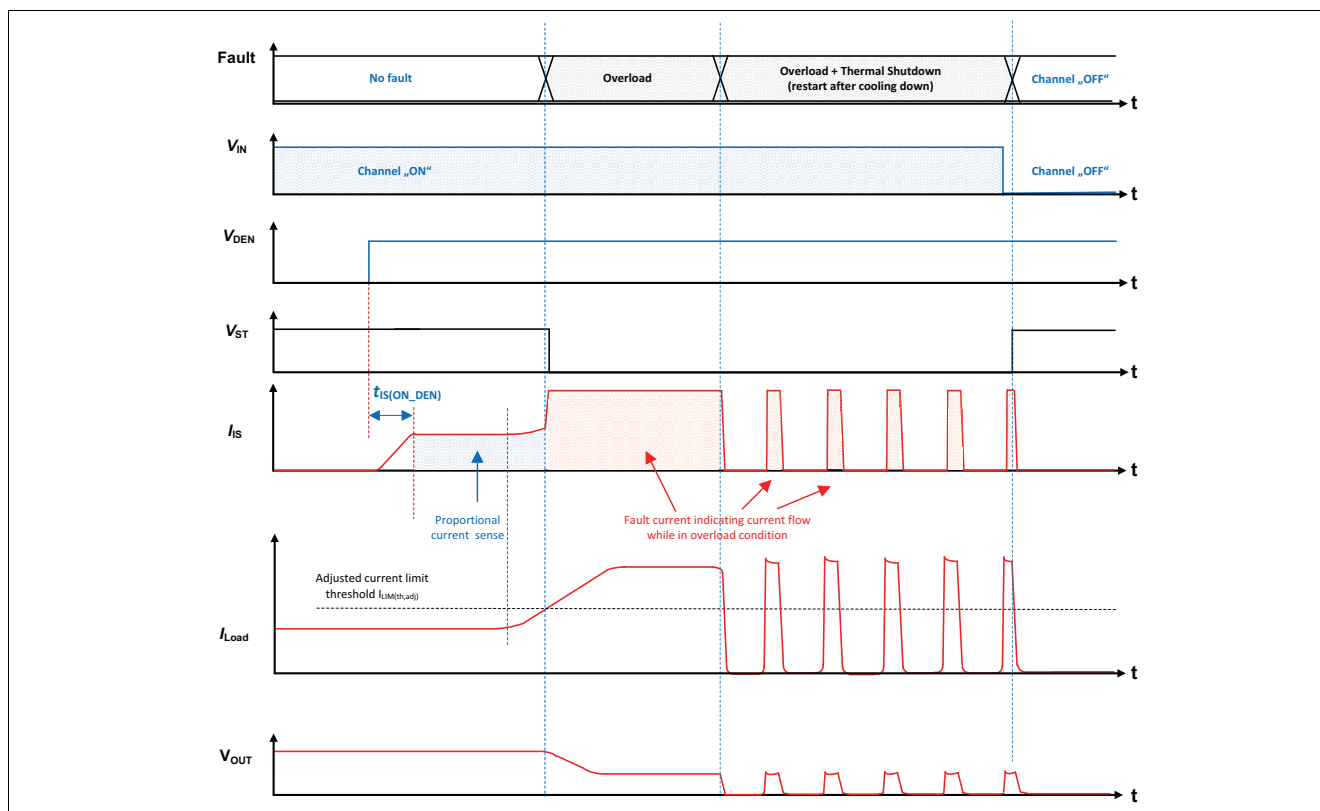 Fault
No fault
Overload
Overload + Thermal Shutdown
(restart after cooling down)
Channel „OFF“
t
VIN
Channel „ON“
Channel „OFF“
t
VDEN
t
VST
t
tIS(ON_DEN)
IIS
t
Proportional
current sense
Fault current indicating current flow
while in overload condition
Adjusted current limit
threshold ILIM(th,adj)
ILoad
t
VOUT
t